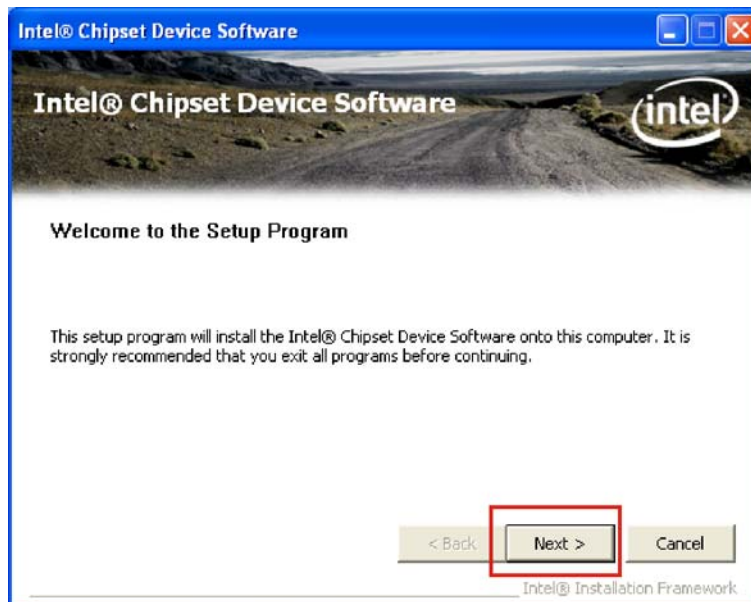 Intel® Chipset Device Software
Intel® Chipset Device Software
intel
Welcome to the Setup Program
This setup program will install the Intel® Chipset Device Software onto this computer. It is
strongly recommended that you exit all programs before continuing.
< Back
Next >
Cancel
Intel® Installation Framework